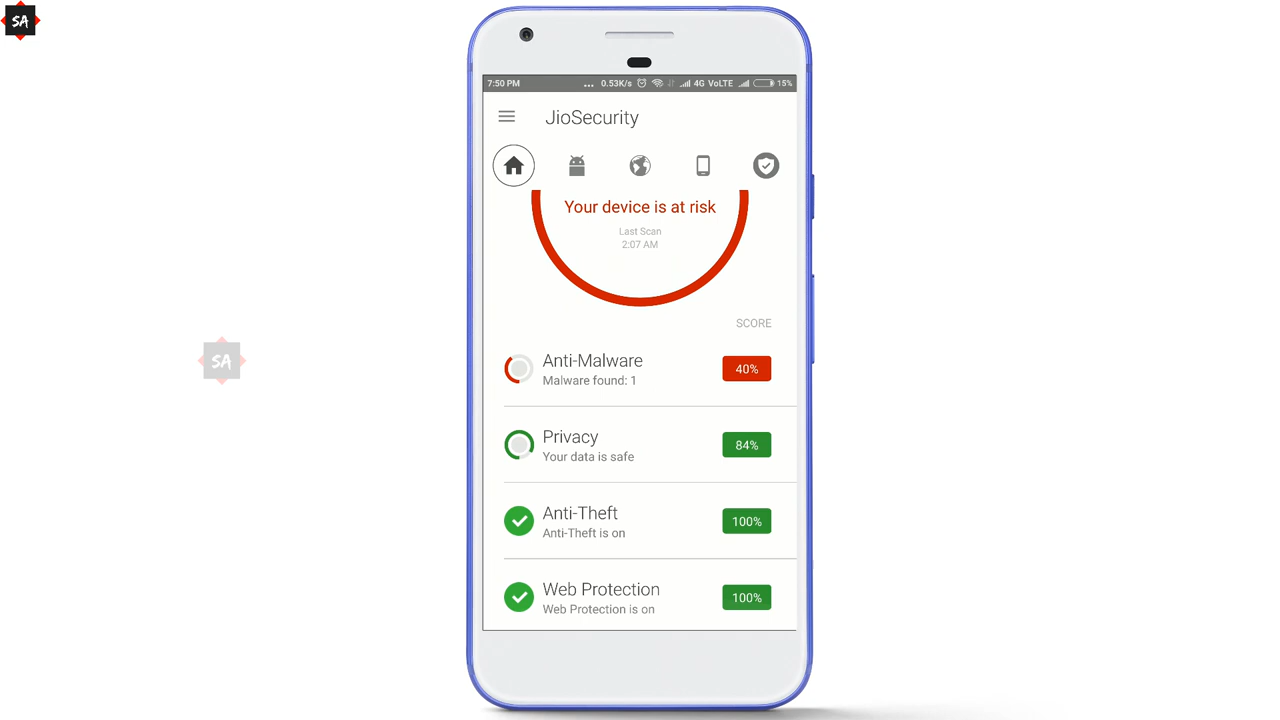 SA
7:50 PM ... 0.53K/s 4G VoLTE 15%
JioSecurity
Your device is at risk
Last Scan
2:07 AM
SCORE
Anti-Malware
Malware found: 1
40%
Privacy
Your data is safe
84%
SA
Anti-Theft
Anti-Theft is on
100%
Web Protection
Web Protection is on
100%